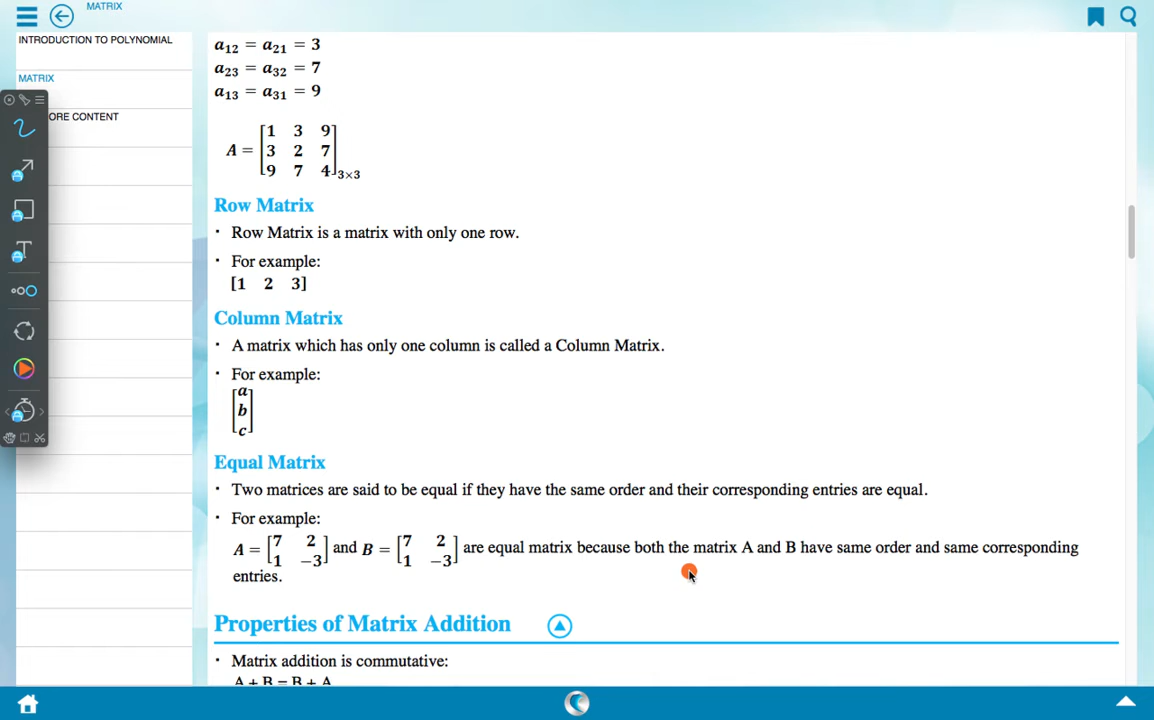 MATRIX
INTRODUCTION TO POLYNOMIAL
MATRIX
ORE CONTENT
a₁₂ = a₂₁ = 3
a₂₃ = a₃₂ = 7
a₁₃ = a₃₁ = 9
A = [1 3 9
3 2 7
9 7 4]₃ₓ₃
Row Matrix
• Row Matrix is a matrix with only one row.
• For example:
[1 2 3]
Column Matrix
• A matrix which has only one column is called a Column Matrix.
• For example:
[a
b
c]
Equal Matrix
• Two matrices are said to be equal if they have the same order and their corresponding entries are equal.
• For example:
A = [7 2
1 −3] and B = [7 2
1 −3] are equal matrix because both the matrix A and B have same order and same corresponding
entries.
Properties of Matrix Addition
• Matrix addition is commutative:
A + B = B + A